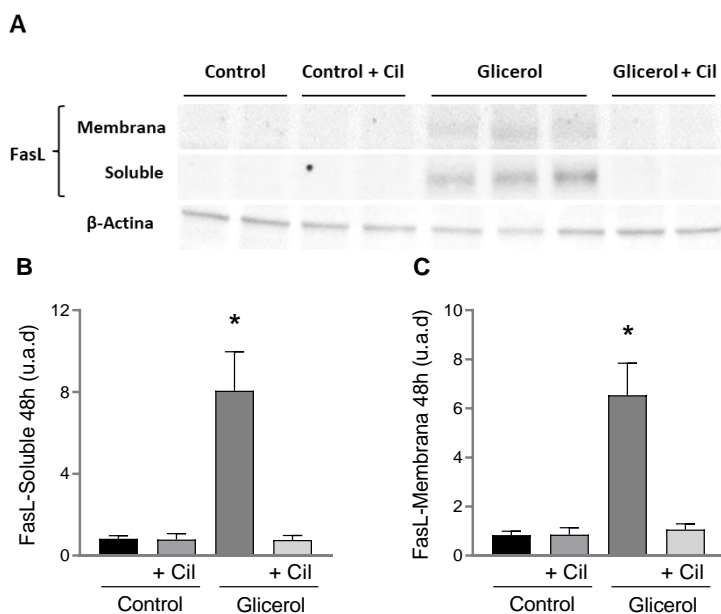 A
Control Control + Cil Glicerol Glicerol + Cil
FasL
Membrana
Soluble
β-Actina
B
FasL-Soluble 48h (u.a.d)
12
8
4
0
*
+ Cil + Cil
Control Glicerol
C
FasL-Membrana 48h (u.a.d)
10
8
6
4
2
0
*
+ Cil + Cil
Control Glicerol